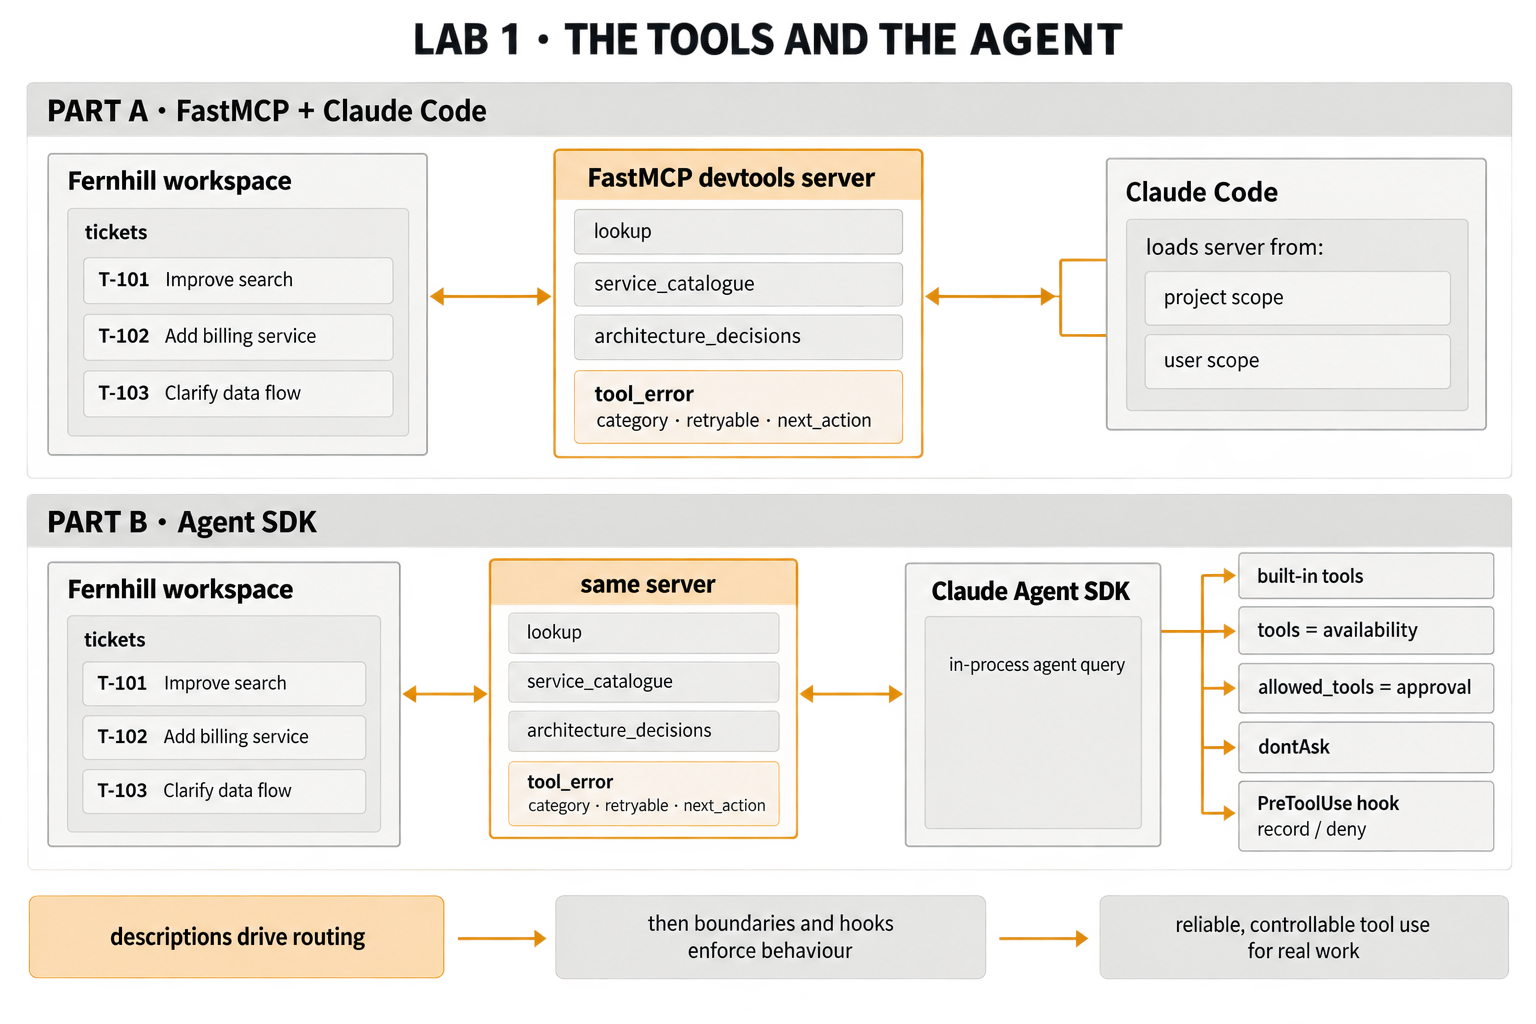 LAB 1 · THE TOOLS AND THE AGENT
PART A · FastMCP + Claude Code
Fernhill workspace
tickets
T-101 Improve search
T-102 Add billing service
T-103 Clarify data flow
FastMCP devtools server
lookup
service_catalogue
architecture_decisions
tool_error
category · retryable · next_action
Claude Code
loads server from:
project scope
user scope
PART B · Agent SDK
Fernhill workspace
tickets
T-101 Improve search
T-102 Add billing service
T-103 Clarify data flow
same server
lookup
service_catalogue
architecture_decisions
tool_error
category · retryable · next_action
Claude Agent SDK
in-process agent query
built-in tools
tools = availability
allowed_tools = approval
dontAsk
PreToolUse hook
record / deny
descriptions drive routing
then boundaries and hooks
enforce behaviour
reliable, controllable tool use
for real work